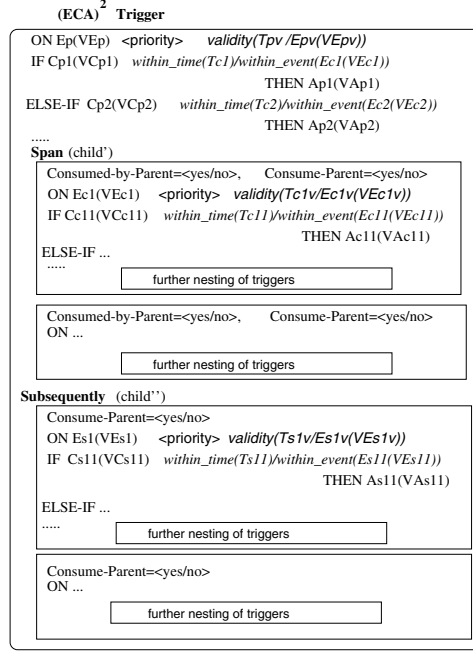 (ECA)² Trigger
ON Ep(VEp) <priority> validity(Tpv /Epv(VEpv))
IF Cp1(VCp1) within_time(Tc1)/within_event(Ec1(VEc1))
THEN Ap1(VAp1)
ELSE-IF Cp2(VCp2) within_time(Tc2)/within_event(Ec2(VEc2))
THEN Ap2(VAp2)
.....
Span (child')
Consumed-by-Parent=<yes/no>, Consume-Parent=<yes/no>
ON Ec1(VEc1) <priority> validity(Tc1v/Ec1v(VEc1v))
IF Cc11(VCc11) within_time(Tc11)/within_event(Ec11(VEc11))
THEN Ac11(VAc11)
ELSE-IF ...
.....
further nesting of triggers
Consumed-by-Parent=<yes/no>, Consume-Parent=<yes/no>
ON ...
further nesting of triggers
Subsequently (child'')
Consume-Parent=<yes/no>
ON Es1(VEs1) <priority> validity(Ts1v/Es1v(VEs1v))
IF Cs11(VCs11) within_time(Ts11)/within_event(Es11(VEs11))
THEN As11(VAs11)
ELSE-IF ...
.....
further nesting of triggers
Consume-Parent=<yes/no>
ON ...
further nesting of triggers